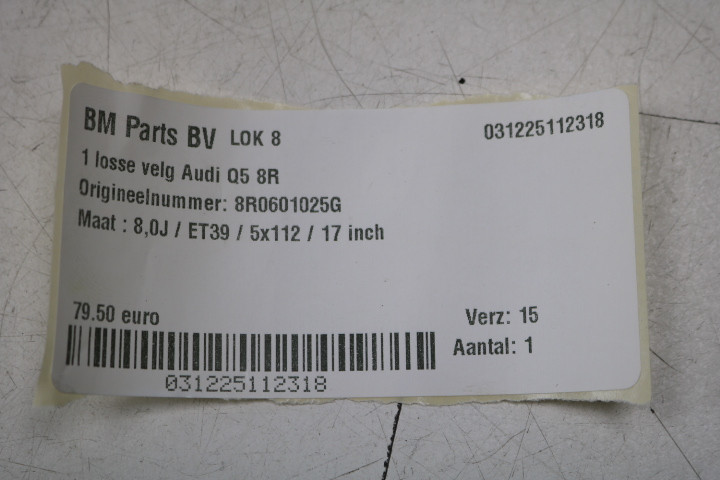 BM Parts BV LOK 8 031225112318
1 losse velg Audi Q5 8R
Origineelnummer: 8R0601025G
Maat : 8,0J / ET39 / 5x112 / 17 inch
79.50 euro Verz: 15
Aantal: 1
031225112318